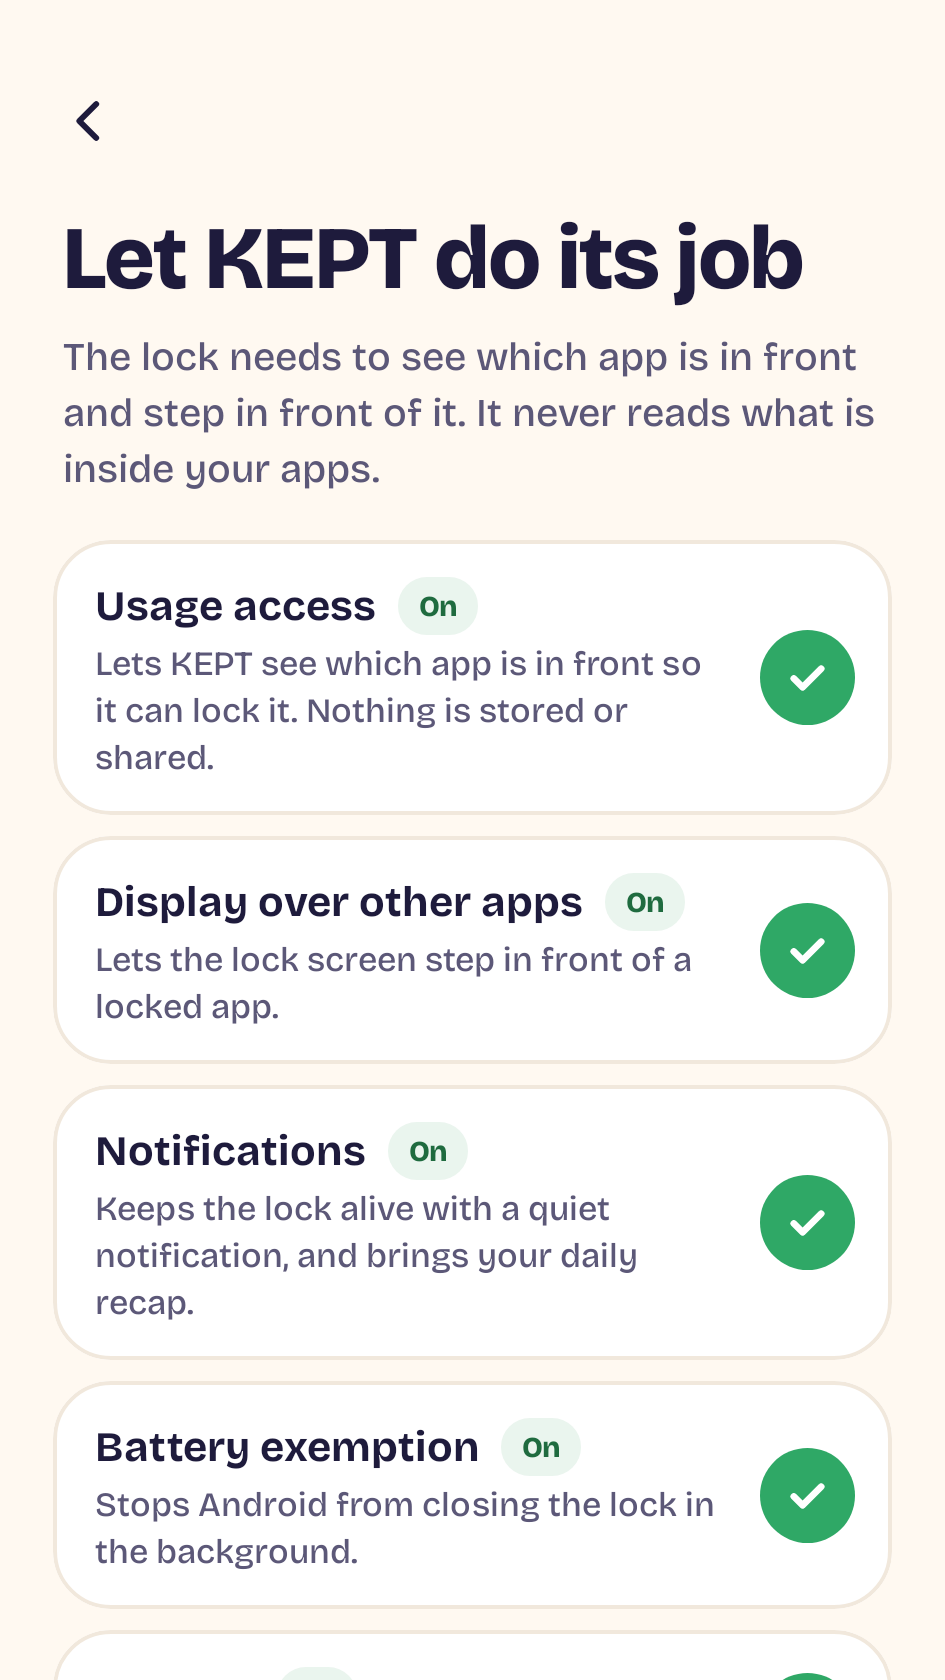 Let KEPT do its job
The lock needs to see which app is in front
and step in front of it. It never reads what is
inside your apps.
Usage access On
Lets KEPT see which app is in front so
it can lock it. Nothing is stored or
shared.
Display over other apps On
Lets the lock screen step in front of a
locked app.
Notifications On
Keeps the lock alive with a quiet
notification, and brings your daily
recap.
Battery exemption On
Stops Android from closing the lock in
the background.